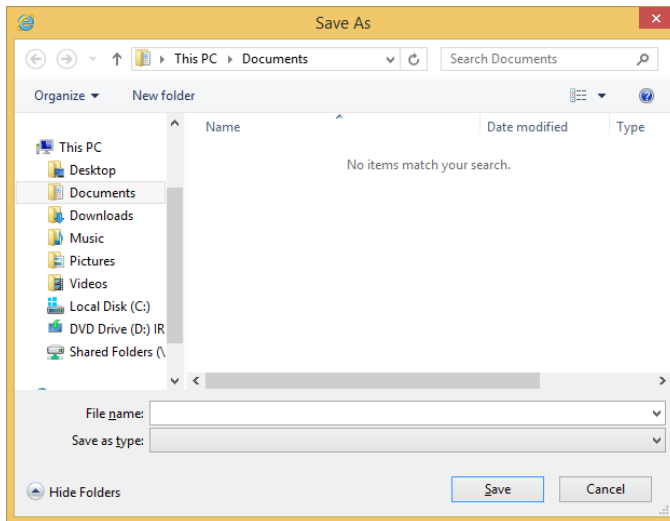 Save As
This PC Documents
Search Documents
Organize New folder
Name Date modified Type
No items match your search.
This PC
Desktop
Documents
Downloads
Music
Pictures
Videos
Local Disk (C:)
DVD Drive (D:) IR
Shared Folders (\
File name:
Save as type:
Hide Folders
Save Cancel